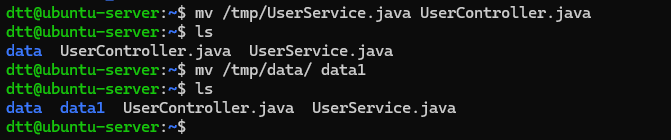 dtt@ubuntu-server:~$ mv /tmp/UserService.java UserController.java
dtt@ubuntu-server:~$ ls
data  UserController.java  UserService.java
dtt@ubuntu-server:~$ mv /tmp/data/ data1
dtt@ubuntu-server:~$ ls
data  data1  UserController.java  UserService.java
dtt@ubuntu-server:~$